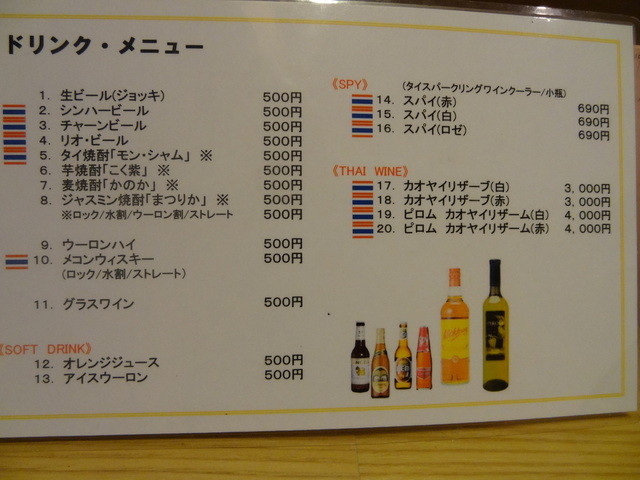 ドリンク・メニュー
1. 生ビール(ジョッキ) 500円
2. シンハービール 500円
3. チャーンビール 500円
4. リオ・ビール 500円
5. タイ焼酎「モン・シャム」 ※ 500円
6. 芋焼酎「こく紫」 ※ 500円
7. 麦焼酎「かのか」 ※ 500円
8. ジャスミン焼酎「まつりか」 ※ 500円
※ロック/水割/ウーロン割/ストレート 500円
9. ウーロンハイ 500円
10. メコンウィスキー 500円
(ロック/水割/ストレート)
11. グラスワイン 500円
《SOFT DRINK》
12. オレンジジュース 500円
13. アイスウーロン 500円
《SPY》 (タイスパークリングワインクーラー/小瓶)
14. スパイ(赤) 690円
15. スパイ(白) 690円
16. スパイ(ロゼ) 690円
《THAI WINE》
17. カオヤイリザーブ(白) 3,000円
18. カオヤイリザーブ(赤) 3,000円
19. ピロム カオヤイリザーム(白) 4,000円
20. ピロム カオヤイリザーム(赤) 4,000円